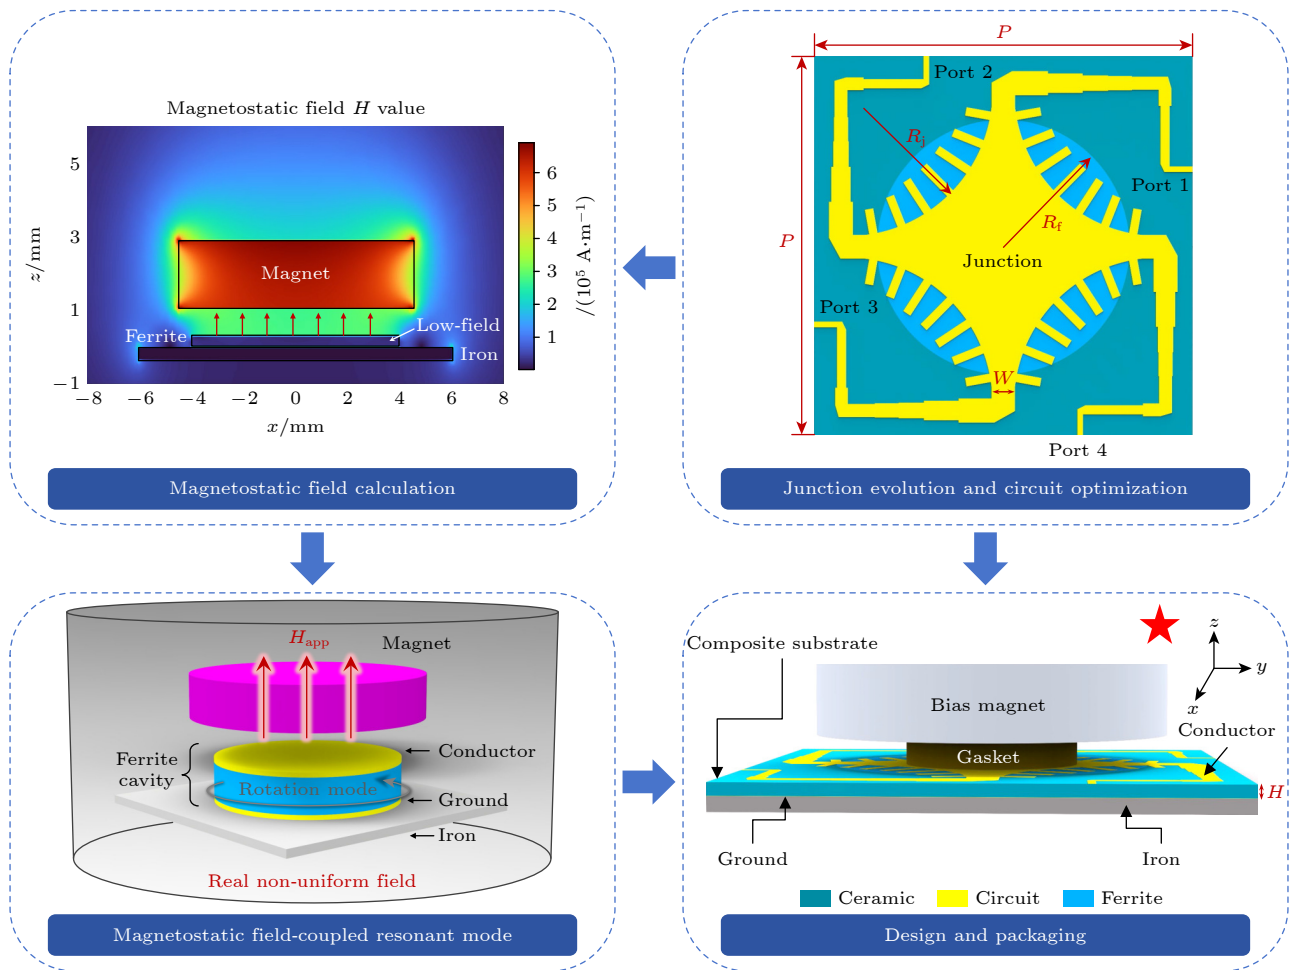 Magnetostatic field H value
5
3
1
−1
z/mm
−8
−6
−4
−2
0
2
4
6
8
x/mm
Magnet
Ferrite
Low-field
Iron
6
5
4
3
2
1
/(10⁵ A·m⁻¹)
Magnetostatic field calculation
P
P
Port 2
Rj
Port 1
Rf
Junction
Port 3
W
Port 4
Junction evolution and circuit optimization
Happ
Magnet
Conductor
Ferrite
cavity
Rotation mode
Ground
Iron
Real non-uniform field
Magnetostatic field-coupled resonant mode
z
y
x
Composite substrate
Bias magnet
Conductor
Gasket
H
Ground
Iron
Ceramic
Circuit
Ferrite
Design and packaging